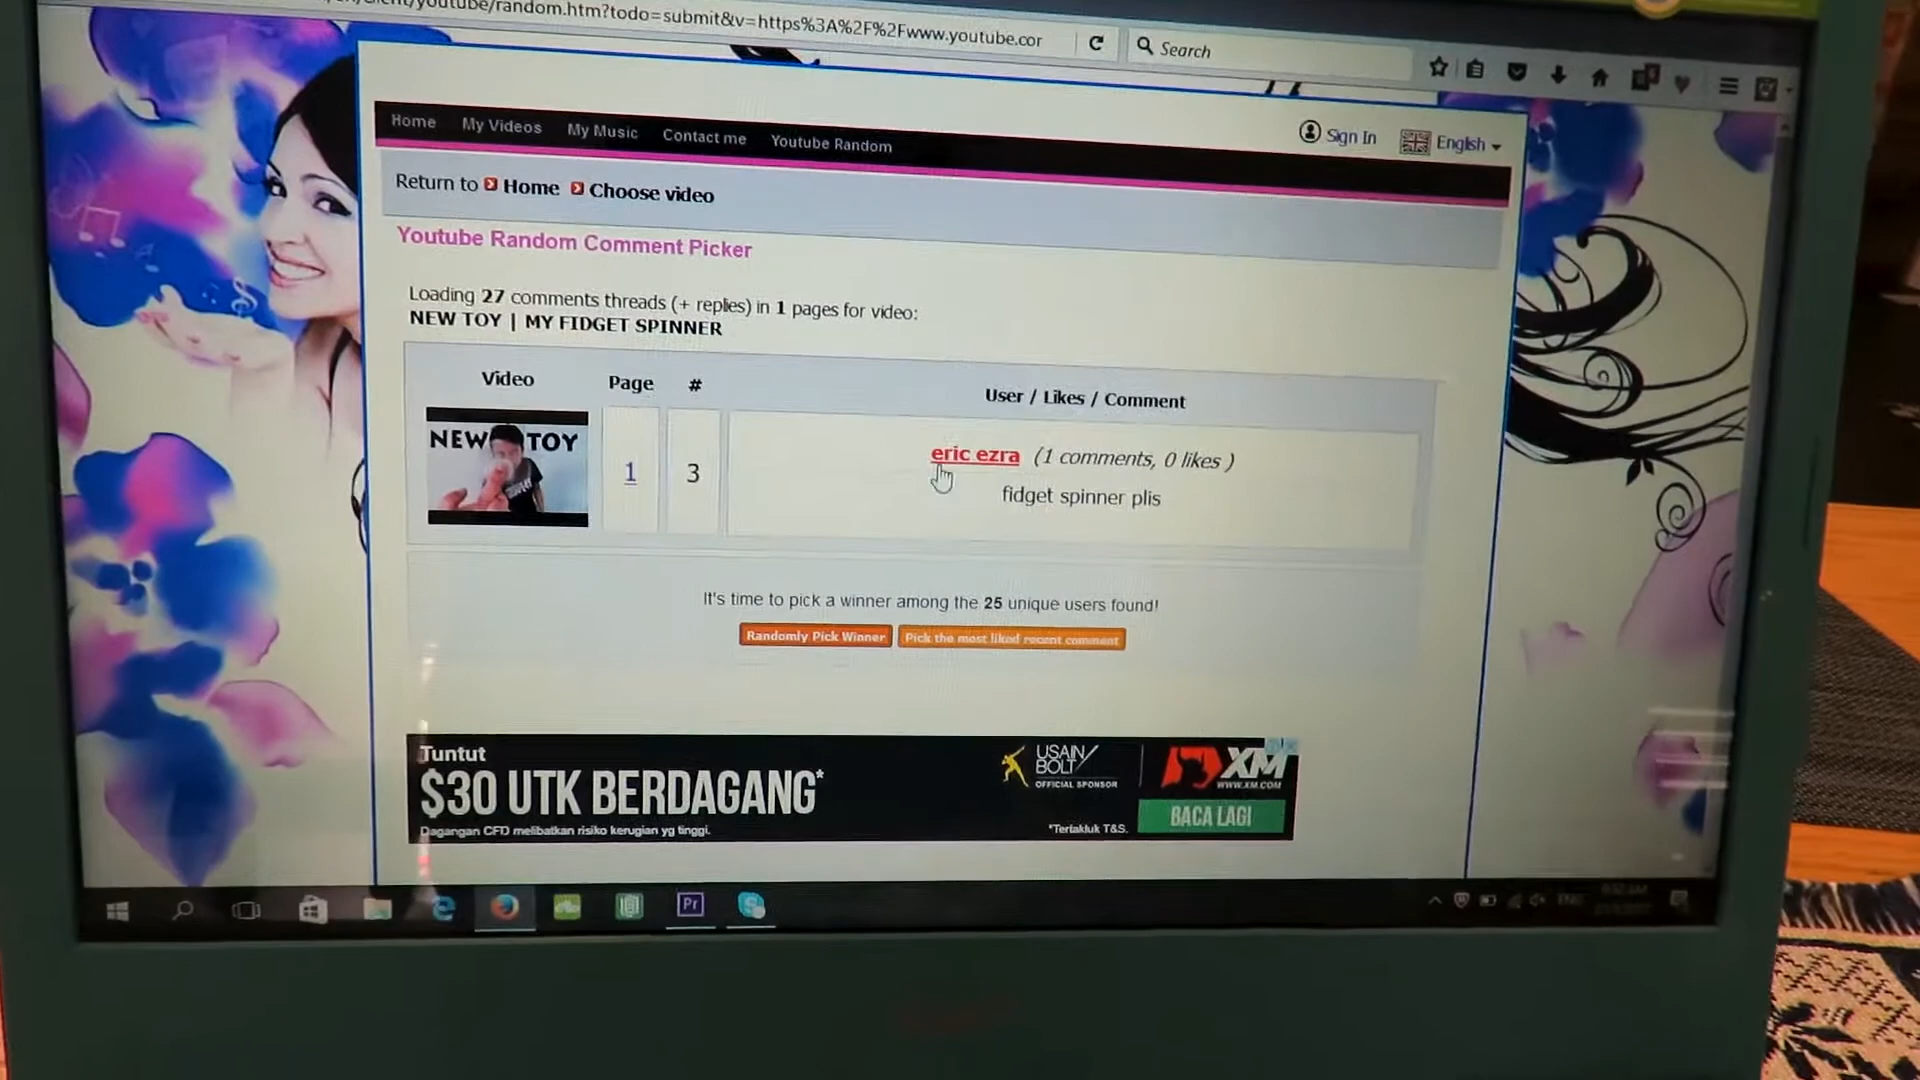 /youtube/random.htm?todo=submit&v=https%3A%2F%2Fwww.youtube.cor
Search
Home My Videos My Music Contact me Youtube Random
Sign In English
Return to Home Choose video
Youtube Random Comment Picker
Loading 27 comments threads (+ replies) in 1 pages for video:
NEW TOY | MY FIDGET SPINNER
Video Page # User / Likes / Comment
NEW TOY
1 3
eric ezra (1 comments, 0 likes )
fidget spinner plis
It's time to pick a winner among the 25 unique users found!
Randomly Pick Winner Pick the most liked recent comment
Tuntut
$30 UTK BERDAGANG*
Dagangan CFD melibatkan risiko kerugian yg tinggi.
USAIN
BOLT
OFFICIAL SPONSOR
XM
WWW.XM.COM
*Tertakluk T&S.
BACA LAGI
Pr
ENG